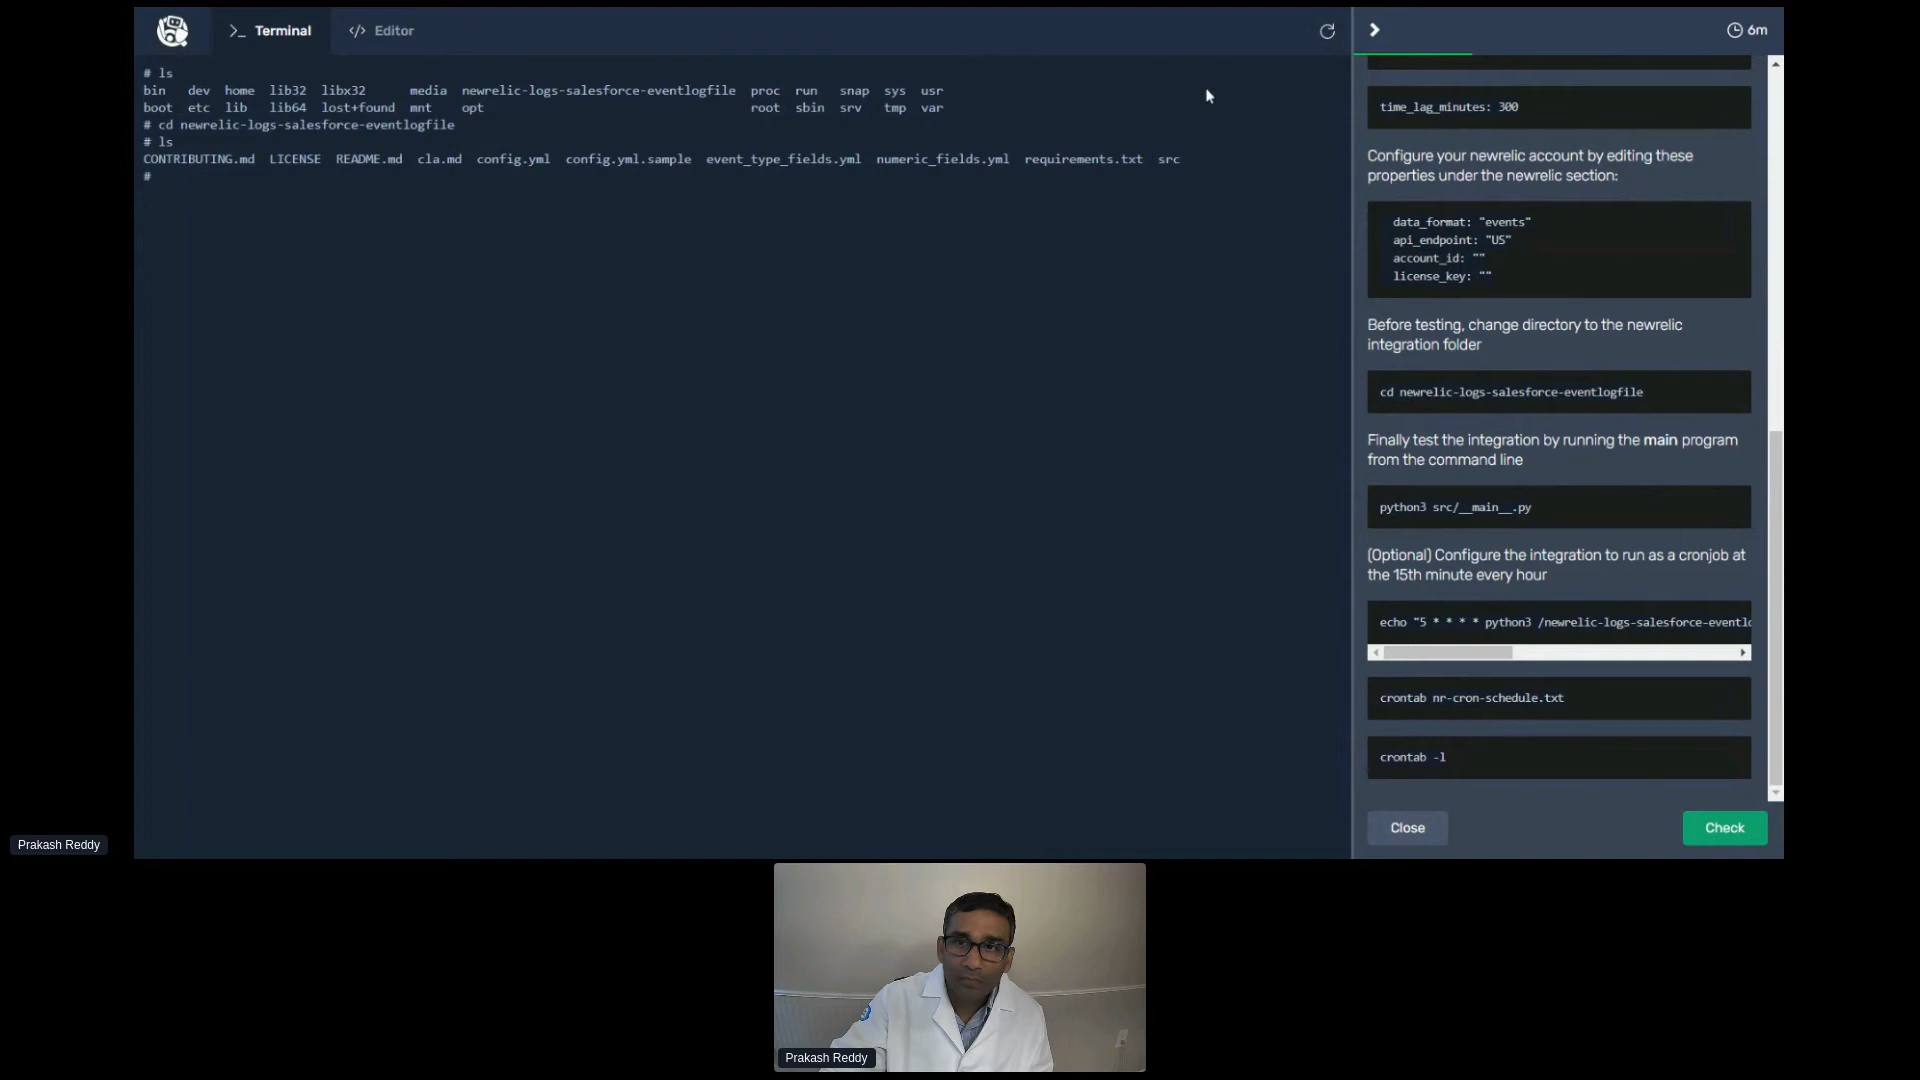 >_ Terminal </> Editor
6m
# ls
bin dev home lib32 libx32 media newrelic-logs-salesforce-eventlogfile proc run snap sys usr
boot etc lib lib64 lost+found mnt opt root sbin srv tmp var
# cd newrelic-logs-salesforce-eventlogfile
# ls
CONTRIBUTING.md LICENSE README.md cla.md config.yml config.yml.sample event_type_fields.yml numeric_fields.yml requirements.txt src
#
time_lag_minutes: 300
Configure your newrelic account by editing these
properties under the newrelic section:
data_format: "events"
api_endpoint: "US"
account_id: ""
license_key: ""
Before testing, change directory to the newrelic
integration folder
cd newrelic-logs-salesforce-eventlogfile
Finally test the integration by running the main program
from the command line
python3 src/__main__.py
(Optional) Configure the integration to run as a cronjob at
the 15th minute every hour
echo "5 * * * * python3 /newrelic-logs-salesforce-eventlo
crontab nr-cron-schedule.txt
crontab -l
Close Check
Prakash Reddy
Prakash Reddy